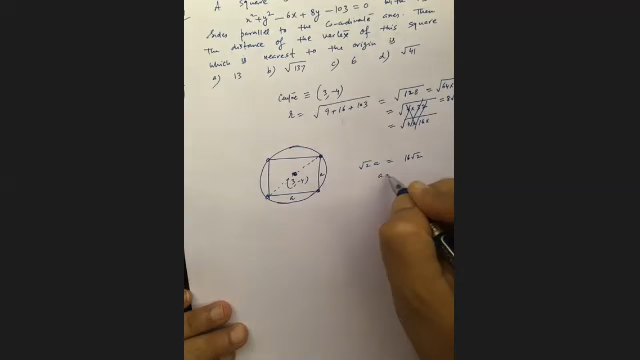 A square
x² + y² - 6x + 8y - 103 = 0 with
sides parallel to the coordinate axes. Then
the distance of the vertex of this square
which is nearest to the origin is
a) 13 b) √137 c) 6 d) √41
Centre ≡ (3, -4)
r = √9 + 16 + 103 = √128 = √64
=
= 
(3, -4)
a
a
√2 a = 16√2
a =